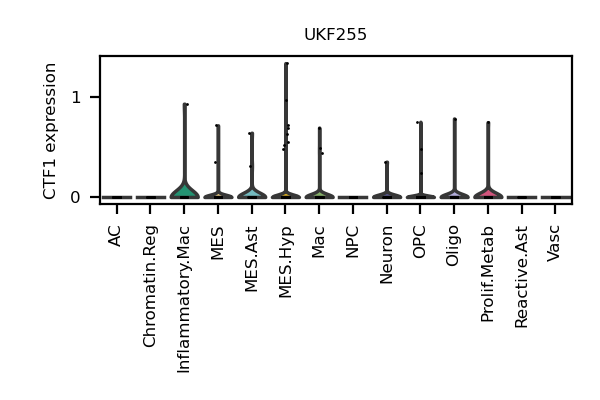 UKF255
CTF1 expression
1
0
AC
Chromatin.Reg
Inflammatory.Mac
MES
MES.Ast
MES.Hyp
Mac
NPC
Neuron
OPC
Oligo
Prolif.Metab
Reactive.Ast
Vasc